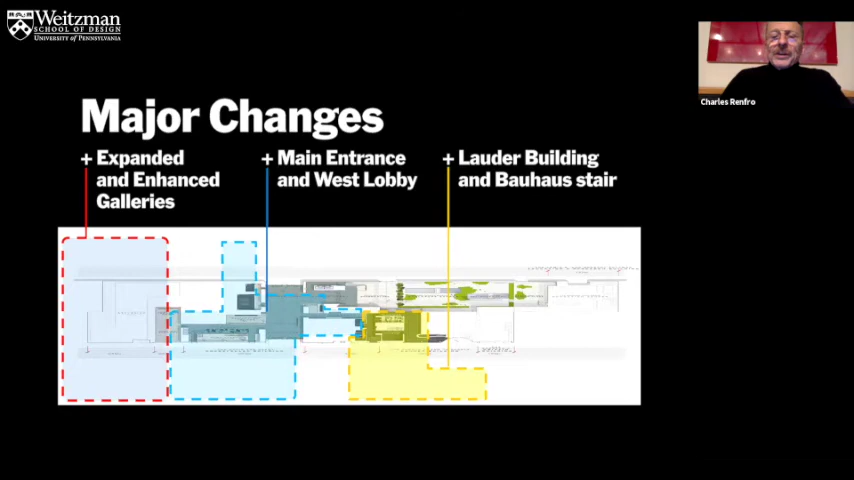 Weitzman
SCHOOL OF DESIGN
UNIVERSITY of PENNSYLVANIA
Charles Renfro
Major Changes
+ Expanded
and Enhanced
Galleries
+ Main Entrance
and West Lobby
+ Lauder Building
and Bauhaus stair